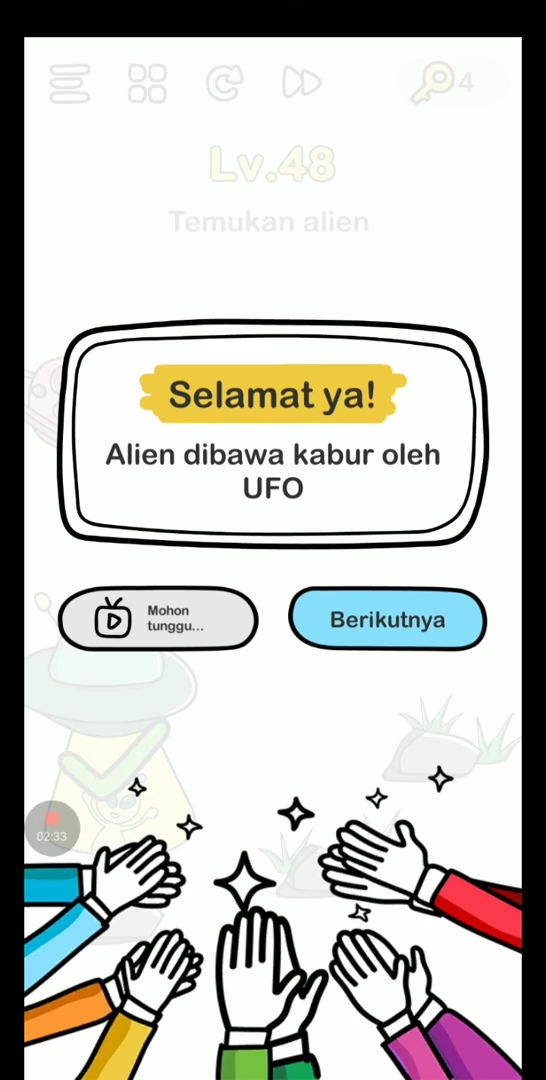 4
Lv.48
Temukan alien
Selamat ya!
Alien dibawa kabur oleh
UFO
Mohon
tunggu...
Berikutnya
02:33